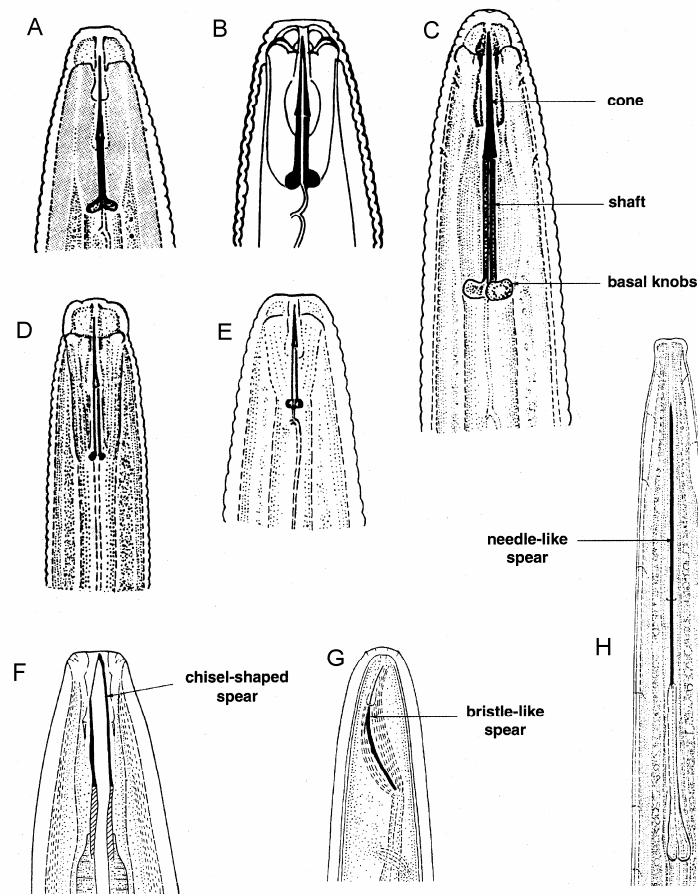 A
B
C
cone
shaft
basal knobs
D
E
needle-like
spear
F
chisel-shaped
spear
G
bristle-like
spear
H